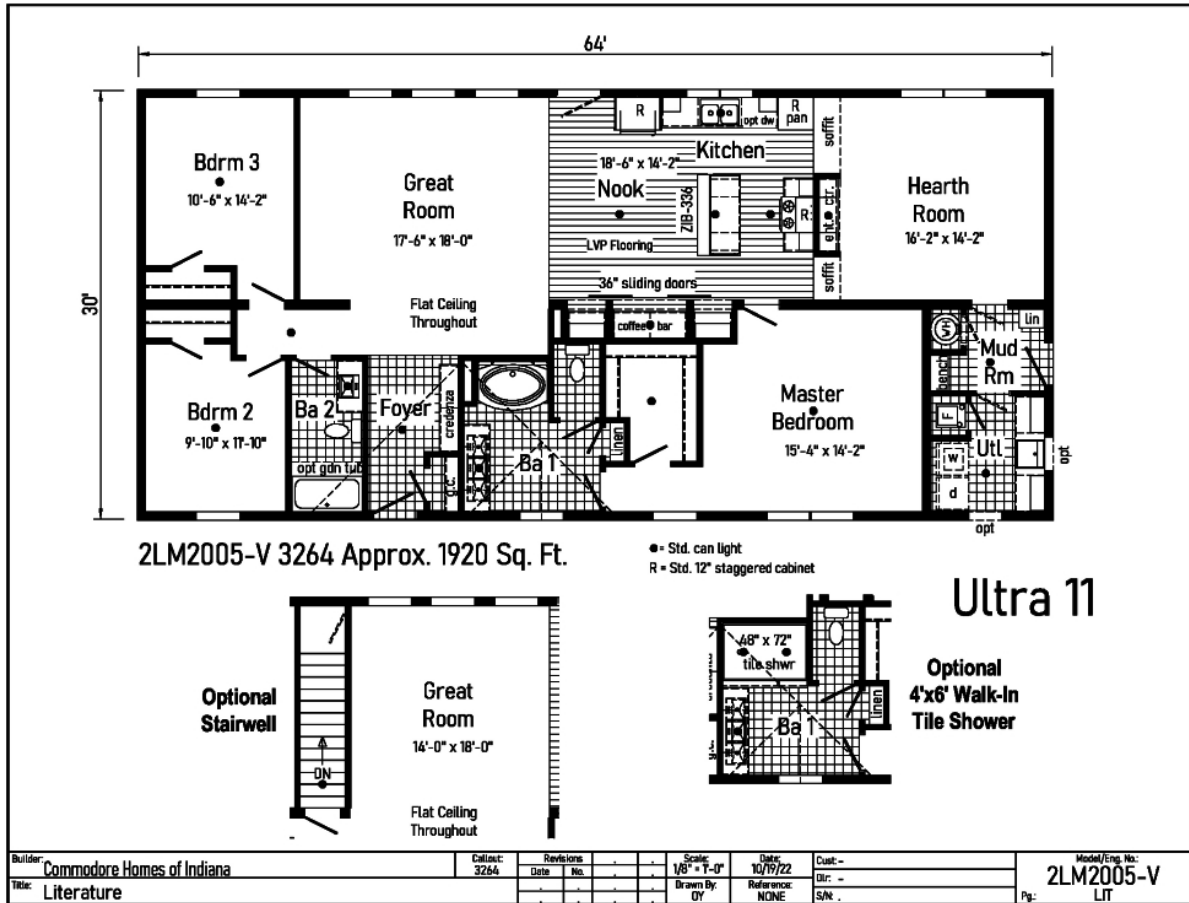 64'
30'
Bdrm 3
10'-6" x 14'-2"
Great
Room
17'-6" x 18'-0"
Flat Ceiling
Throughout
R
opt dw
R
pan
Kitchen
18'-6" x 14'-2"
Nook
ZIB-336
R
LVP Flooring
36" sliding doors
soffit
ent. ctr.
soffit
Hearth
Room
16'-2" x 14'-2"
coffee bar
WH
lin
Mud
Rm
bench
Bdrm 2
9'-10" x 11'-10"
Ba 2
opt gdn tub
Foyer
credenza
g.c.
Ba 1
linen
Master
Bedroom
15'-4" x 14'-2"
F
Utl
W
d
opt
opt
2LM2005-V 3264 Approx. 1920 Sq. Ft.
● = Std. can light
R = Std. 12" staggered cabinet
Ultra 11
Optional
Stairwell
DN
Great
Room
14'-0" x 18'-0"
Flat Ceiling
Throughout
48" x 72"
tile shwr
linen
Ba 1
Optional
4'x6' Walk-In
Tile Shower
Builder: Commodore Homes of Indiana
Title: Literature
Callout:
3264
Revisions
Date No.
Scale:
1/8" = 1'-0"
Drawn By:
OY
Date:
10/19/22
Reference:
NONE
Cust: -
Dlr: -
S/N: .
Model/Eng. No.:
2LM2005-V
Pg.: LIT